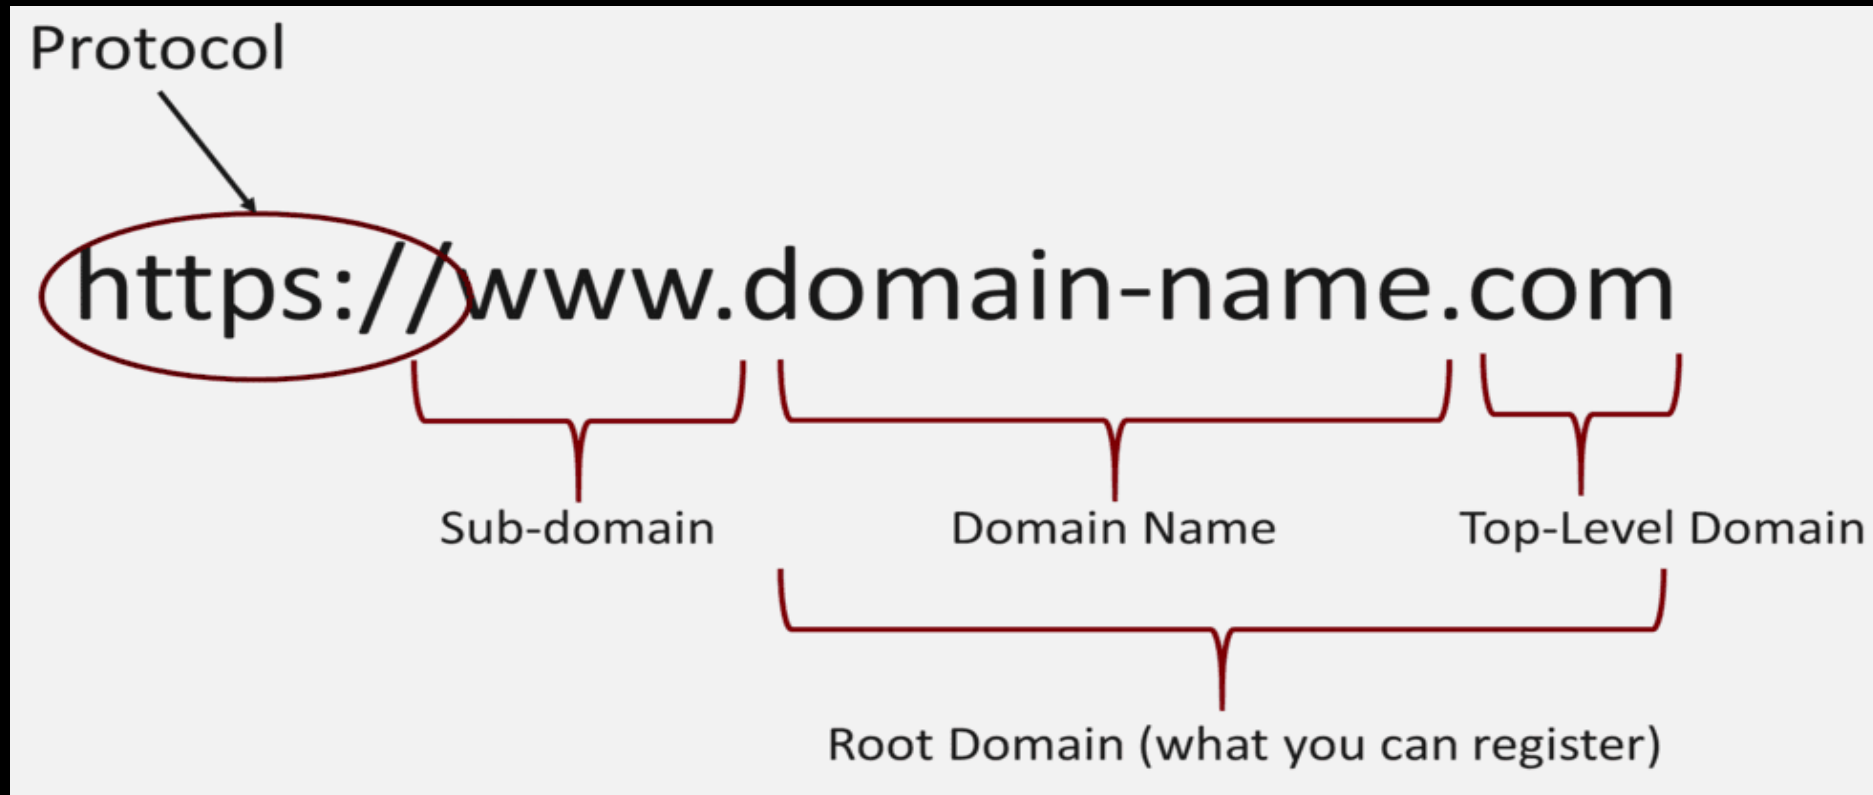 Protocol
https://www.domain-name.com
Sub-domain
Domain Name
Top-Level Domain
Root Domain (what you can register)